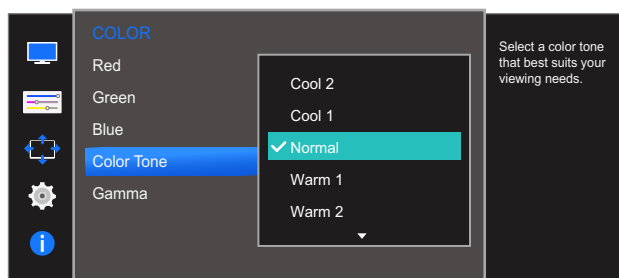 COLOR
Red
Green
Blue
Color Tone
Gamma
Cool 2
Cool 1
Normal
Warm 1
Warm 2
Select a color tone
that best suits your
viewing needs.